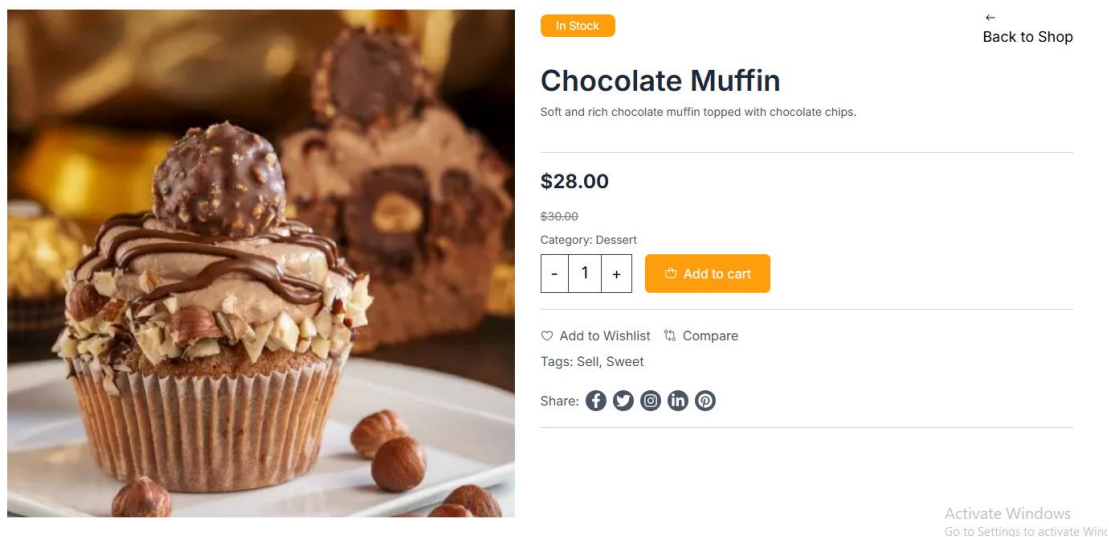 In Stock
←
Back to Shop
Chocolate Muffin
Soft and rich chocolate muffin topped with chocolate chips.
$28.00
$30.00
Category: Dessert
- 1 +
Add to cart
Add to Wishlist Compare
Tags: Sell, Sweet
Share:
Activate Windows
Go to Settings to activate